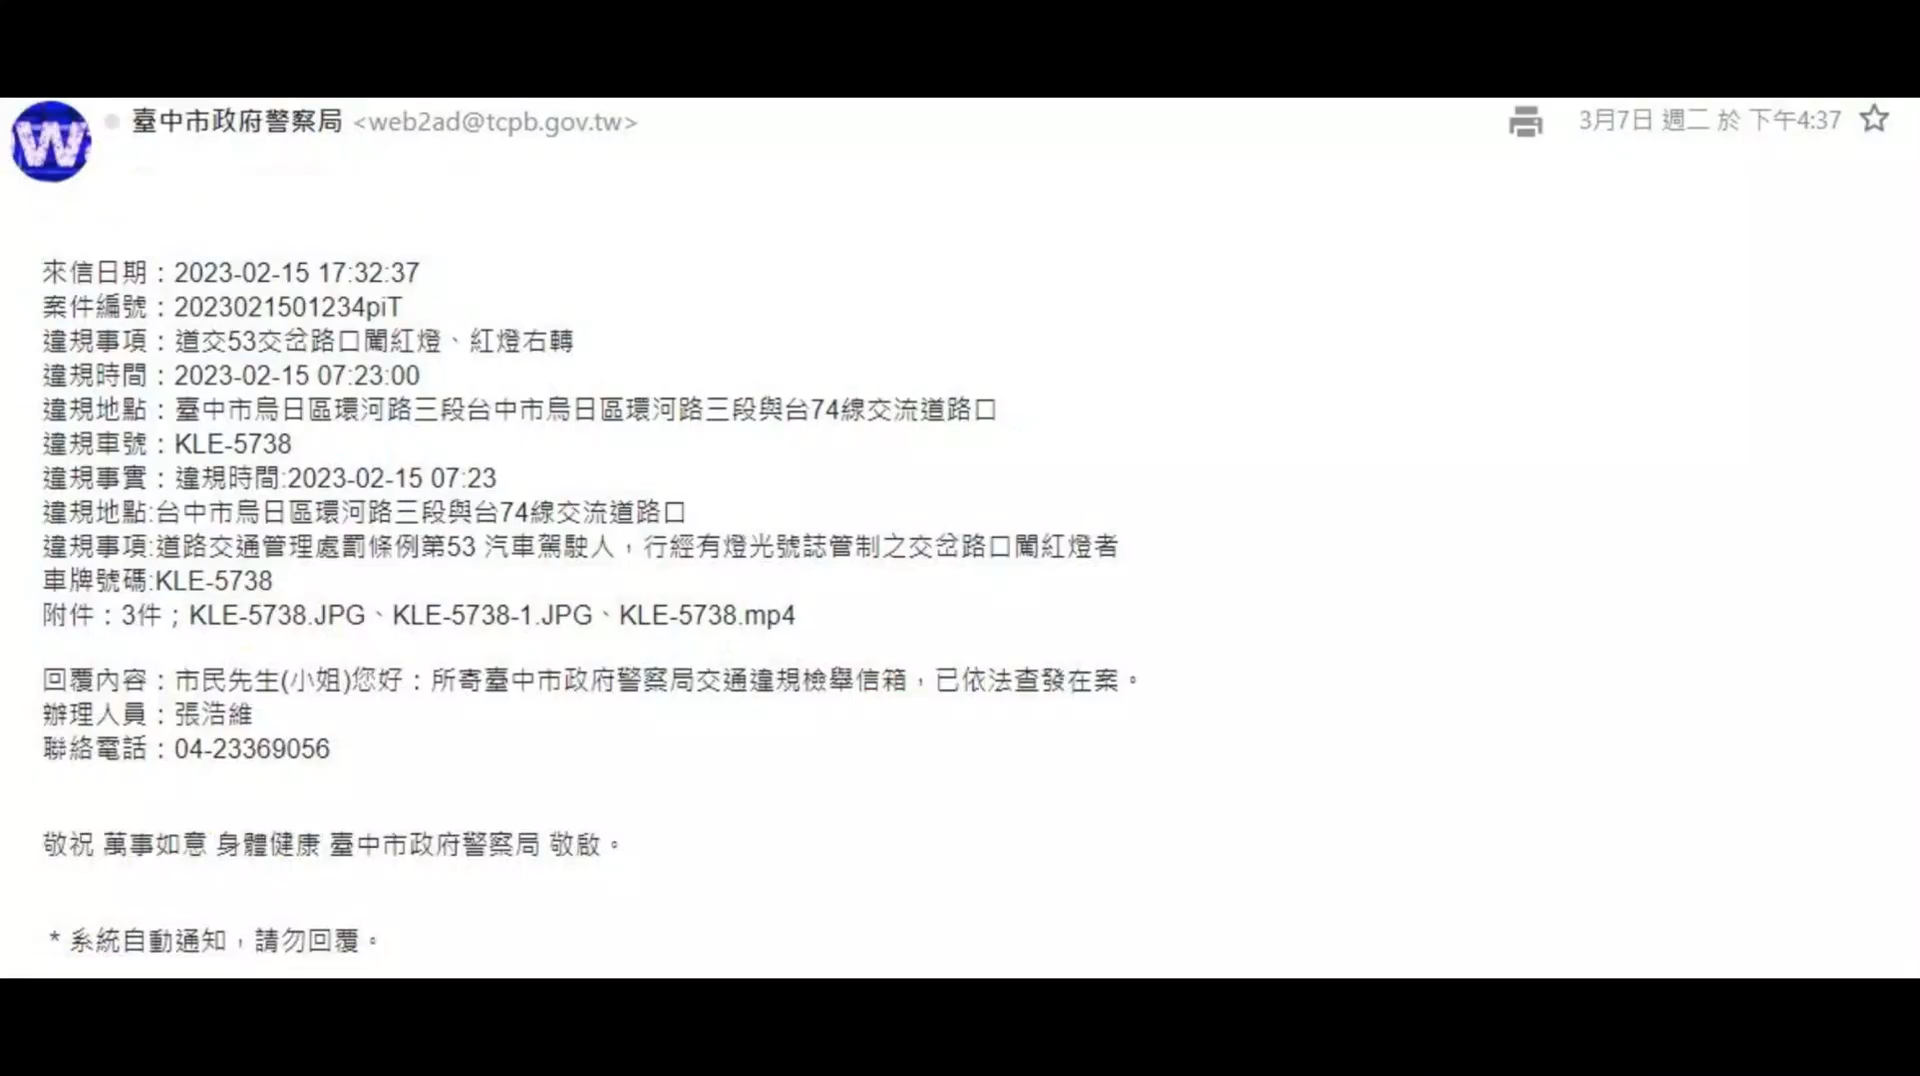 臺中市政府警察局 <web2ad@tcpb.gov.tw>
3月7日 週二 於 下午4:37
來信日期：2023-02-15 17:32:37
案件編號：2023021501234piT
違規事項：道交53交岔路口闖紅燈、紅燈右轉
違規時間：2023-02-15 07:23:00
違規地點：臺中市烏日區環河路三段台中市烏日區環河路三段與台74線交流道路口
違規車號：KLE-5738
違規事實：違規時間:2023-02-15 07:23
違規地點:台中市烏日區環河路三段與台74線交流道路口
違規事項:道路交通管理處罰條例第53 汽車駕駛人，行經有燈光號誌管制之交岔路口闖紅燈者
車牌號碼:KLE-5738
附件：3件；KLE-5738.JPG、KLE-5738-1.JPG、KLE-5738.mp4
回覆內容：市民先生(小姐)您好：所寄臺中市政府警察局交通違規檢舉信箱，已依法查發在案。
辦理人員：張浩維
聯絡電話：04-23369056
敬祝 萬事如意 身體健康 臺中市政府警察局 敬啟。
* 系統自動通知，請勿回覆。